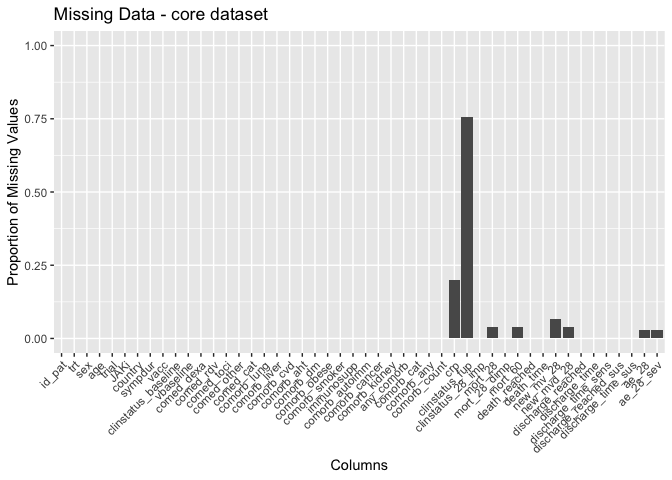 Missing Data - core dataset
Proportion of Missing Values
1.00
0.75
0.50
0.25
0.00
id_pat
trt
sex
age
trial
JAKi
country
sympdur
vacc
clinstatus_baseline
vbaseline
comed_dexa
comed_rdv
comed_toci
comed_other
comed_cat
comorb_lung
comorb_liver
comorb_cvd
comorb_aht
comorb_dm
comorb_obese
comorb_smoker
immunosupp
comorb_autoimm
comorb_cancer
comorb_kidney
any_comorb
comorb_cat
comorb_any
comorb_count
crp
clinstatus_28_imp
mort_28
mort_60
death_reached
death_time
new_mv_28
new_mvd_28
discharge_reached
discharge_time
discharge_time_sens
discharge_reached_sus
discharge_time_sus
ae_28
ae_28_sev
Columns